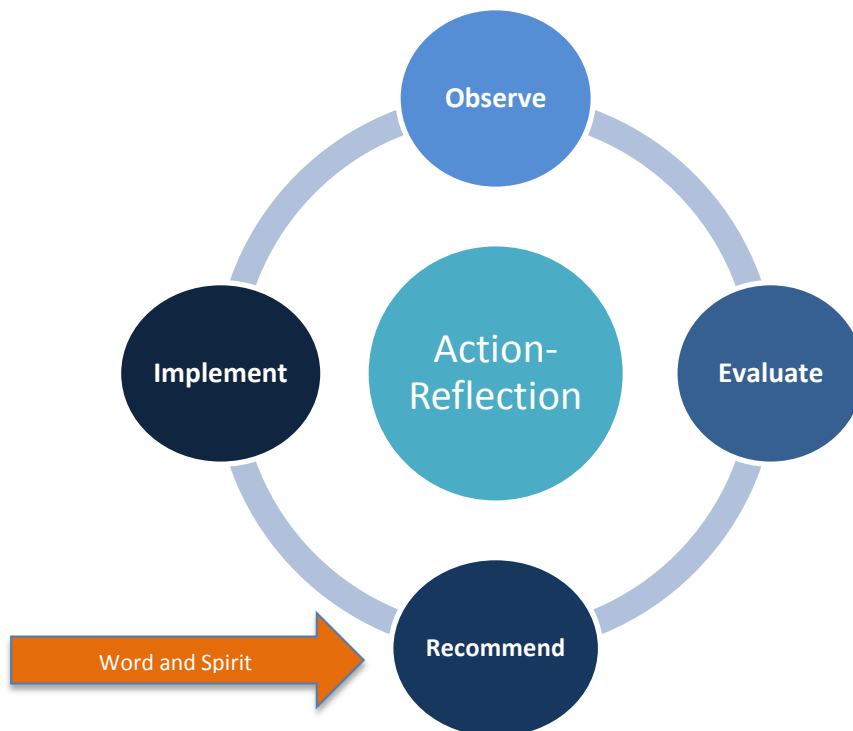 Observe
Implement
Action-
Reflection
Evaluate
Recommend
Word and Spirit